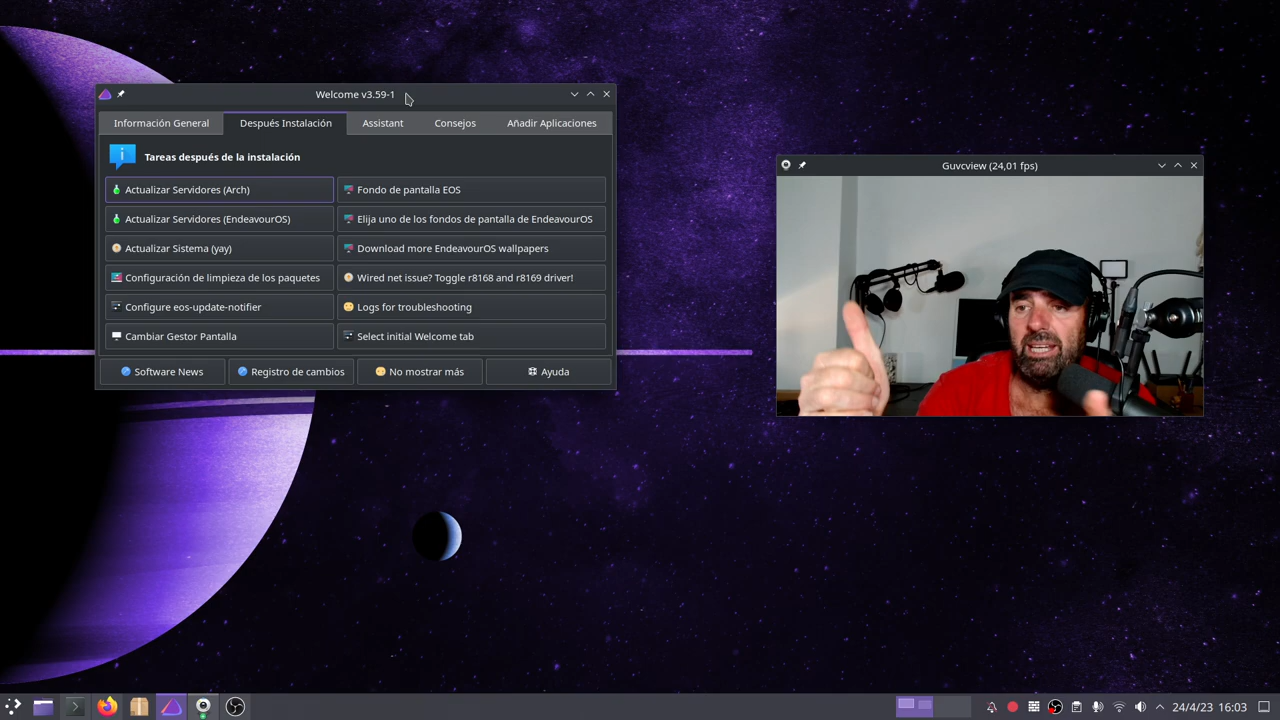 Welcome v3.59-1
Información General
Después Instalación
Assistant
Consejos
Añadir Aplicaciones
Tareas después de la instalación
Actualizar Servidores (Arch)
Fondo de pantalla EOS
Actualizar Servidores (EndeavourOS)
Elija uno de los fondos de pantalla de EndeavourOS
Actualizar Sistema (yay)
Download more EndeavourOS wallpapers
Configuración de limpieza de los paquetes
Wired net issue? Toggle r8168 and r8169 driver!
Configure eos-update-notifier
Logs for troubleshooting
Cambiar Gestor Pantalla
Select initial Welcome tab
Software News
Registro de cambios
No mostrar más
Ayuda
Guvcview (24,01 fps)
24/4/23
16:03